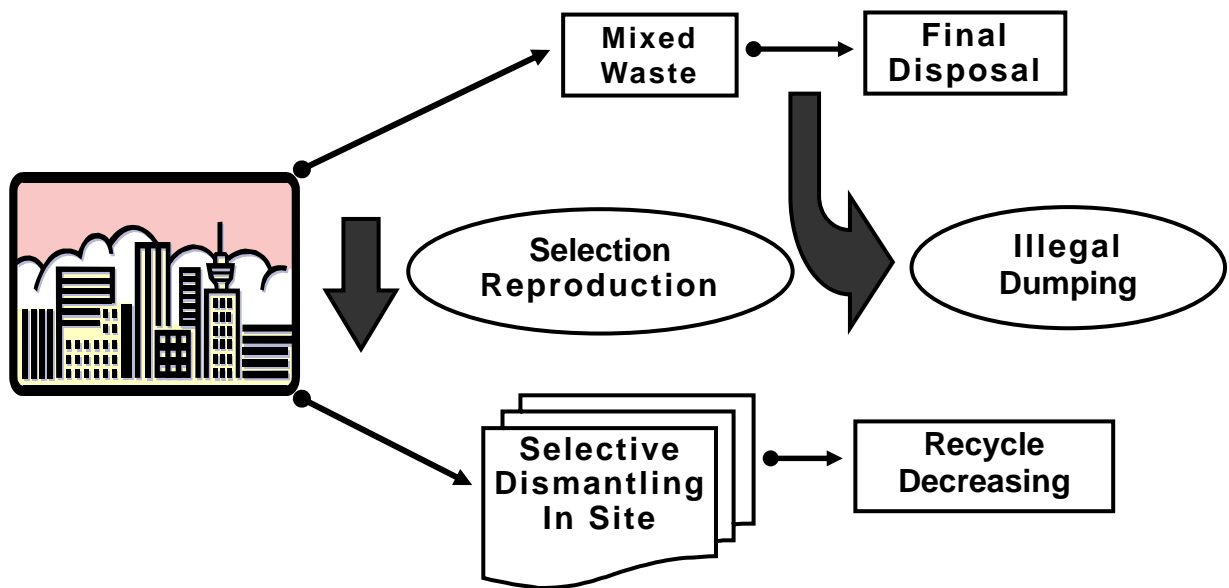 Mixed
Waste
Final
Disposal
Selection
Reproduction
Illegal
Dumping
Selective
Dismantling
In Site
Recycle
Decreasing